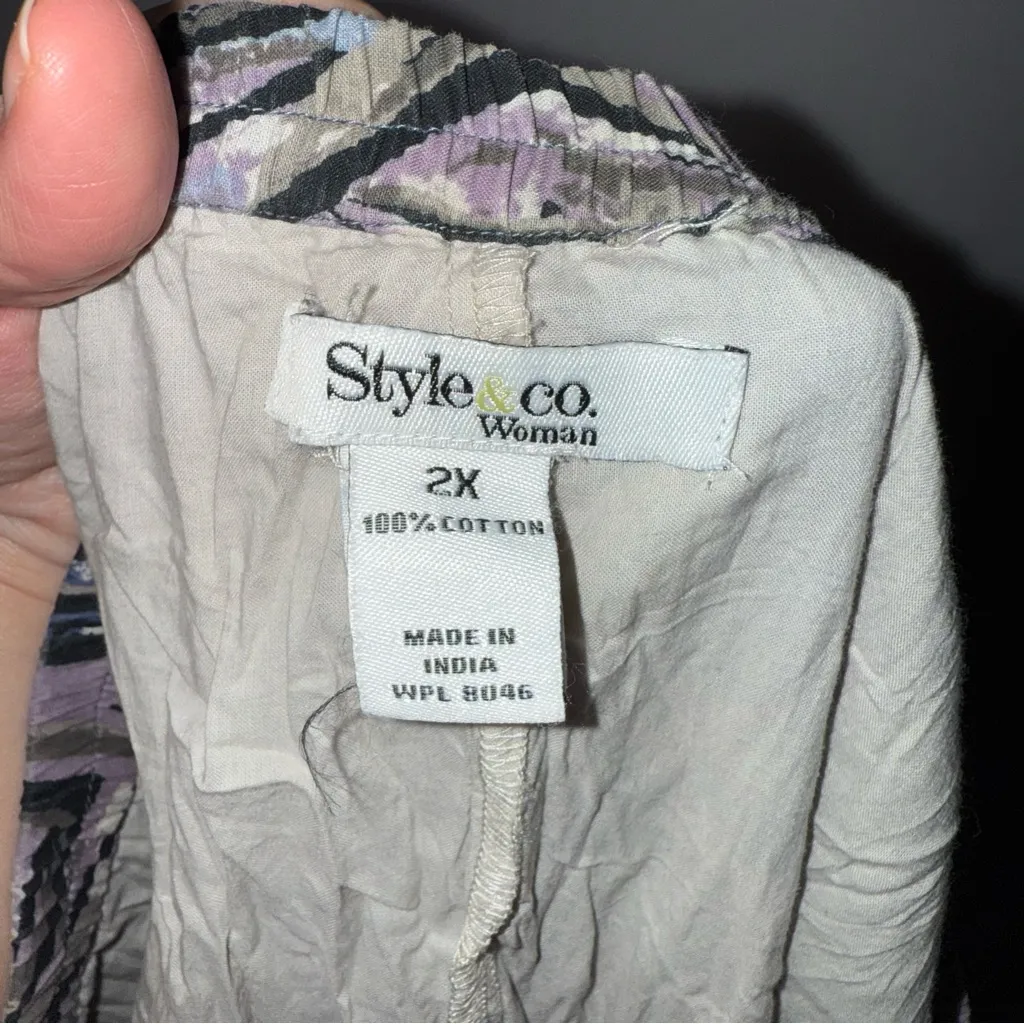 Style&co.
Woman
2X
100% COTTON
MADE IN
INDIA
WPL 8046